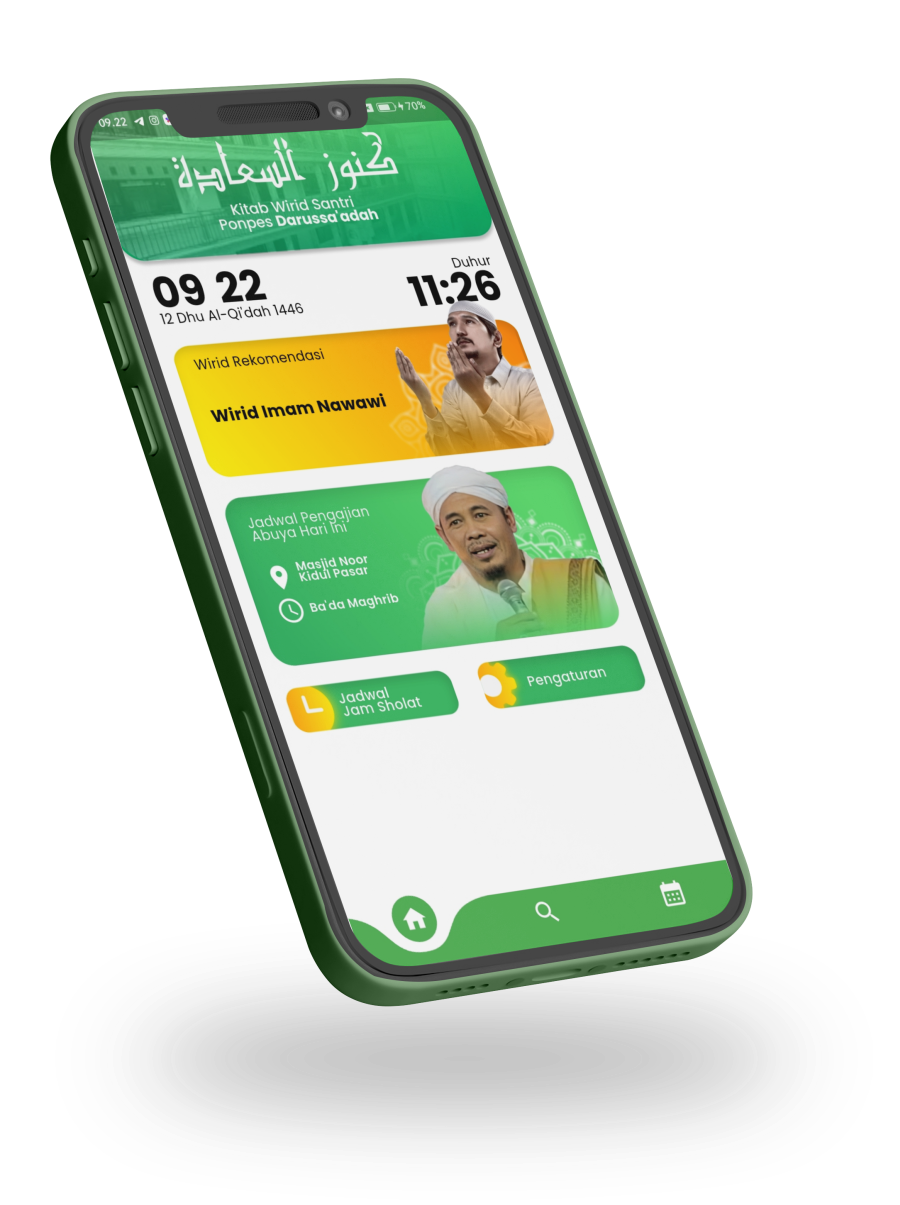 09.22
70%
كنوز السعادة
Kitab Wirid Santri
Ponpes Darussa'adah
09 22
12 Dhu Al-Qi'dah 1446
Duhur
11:26
Wirid Rekomendasi
Wirid Imam Nawawi
Jadwal Pengajian
Abuya Hari Ini
Masjid Noor
Kidul Pasar
Ba'da Maghrib
Jadwal
Jam Sholat
Pengaturan